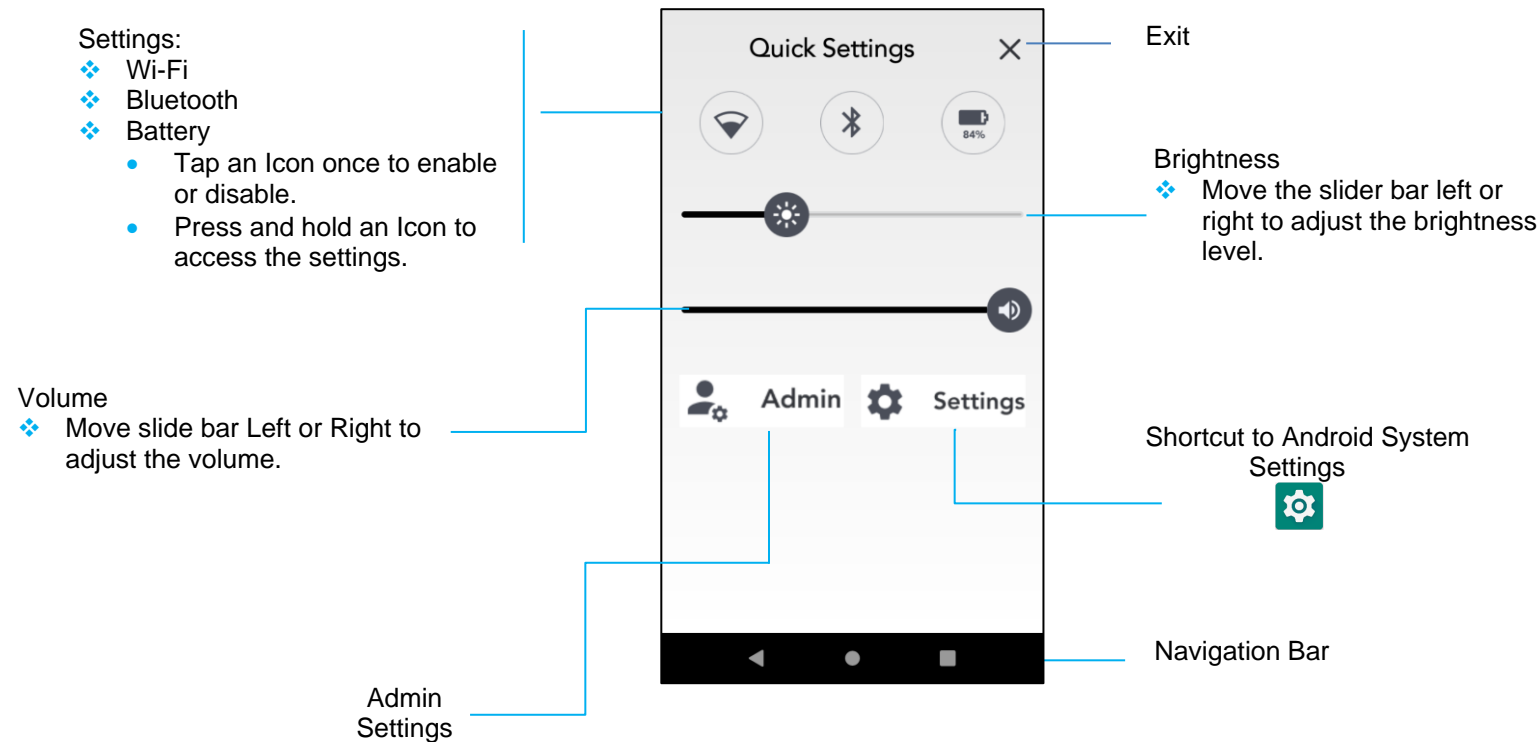 Settings:
Wi-Fi
Bluetooth
Battery
Tap an Icon once to enable
or disable.
Press and hold an Icon to
access the settings.
Volume
Move slide bar Left or Right to
adjust the volume.
Admin
Settings
Quick Settings
84%
Admin
Settings
Exit
Brightness
Move the slider bar left or
right to adjust the brightness
level.
Shortcut to Android System
Settings
Navigation Bar